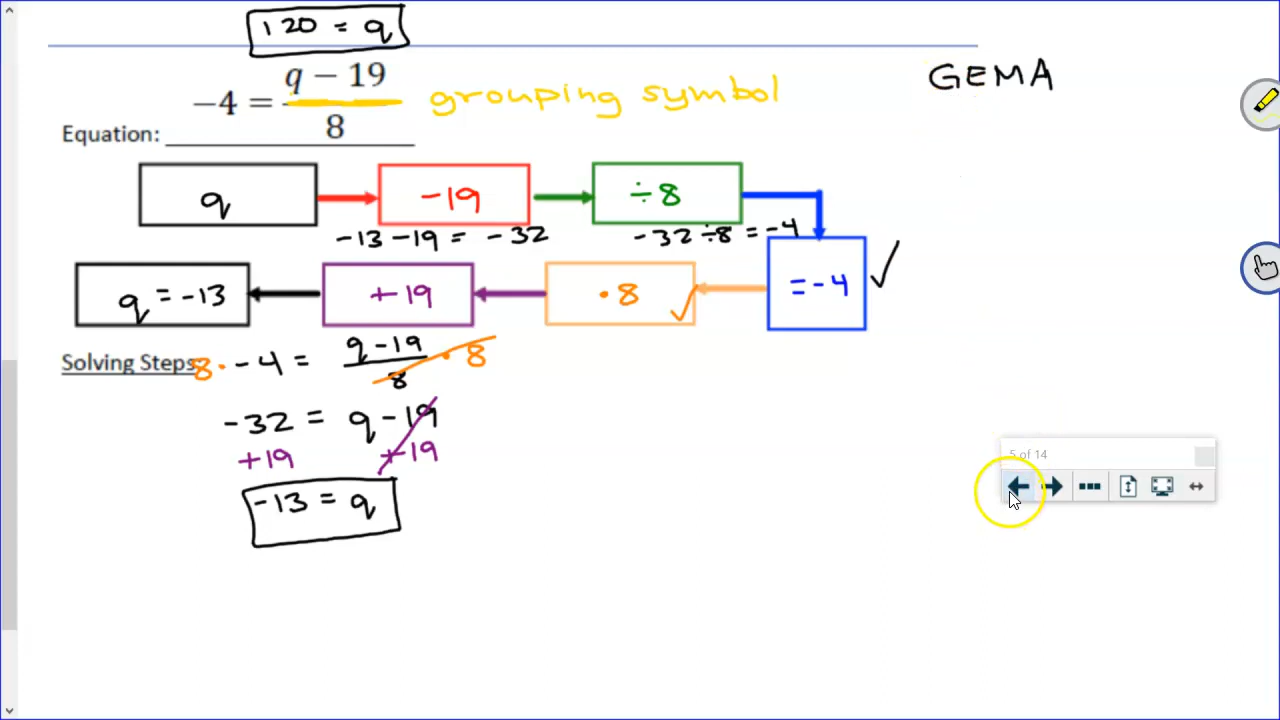 120 = q
GEMA
-4 = (q − 19)/8
grouping symbol
Equation:
q
-19
÷8
-13 -19 = -32
-32 ÷8 = -4
= -4 ✓
· 8 ✓
+19
q = -13
Solving Steps 8 · -4 = (q -19)/8 · 8
-32 = q -19
+19 +19
-13 = q
5 of 14